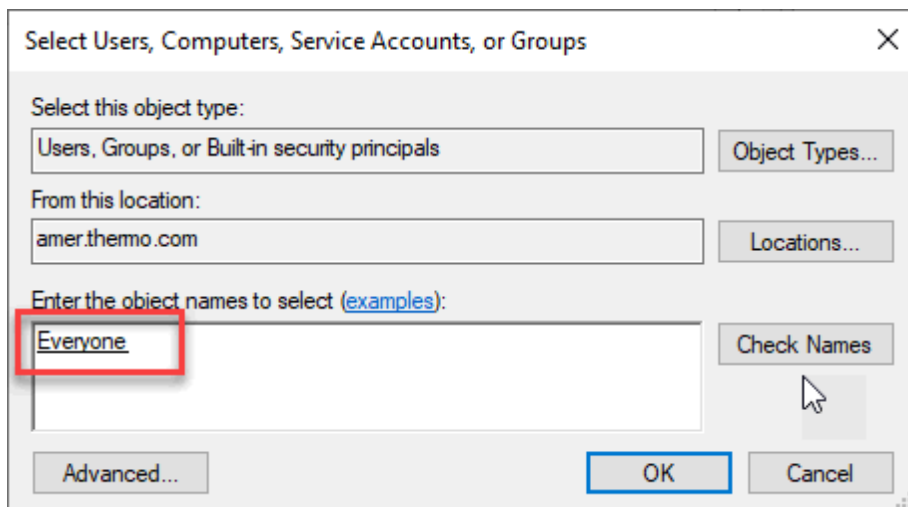 Select Users, Computers, Service Accounts, or Groups
Select this object type:
Users, Groups, or Built-in security principals
Object Types...
From this location:
amer.thermo.com
Locations...
Enter the object names to select (examples):
Everyone
Check Names
Advanced...
OK
Cancel